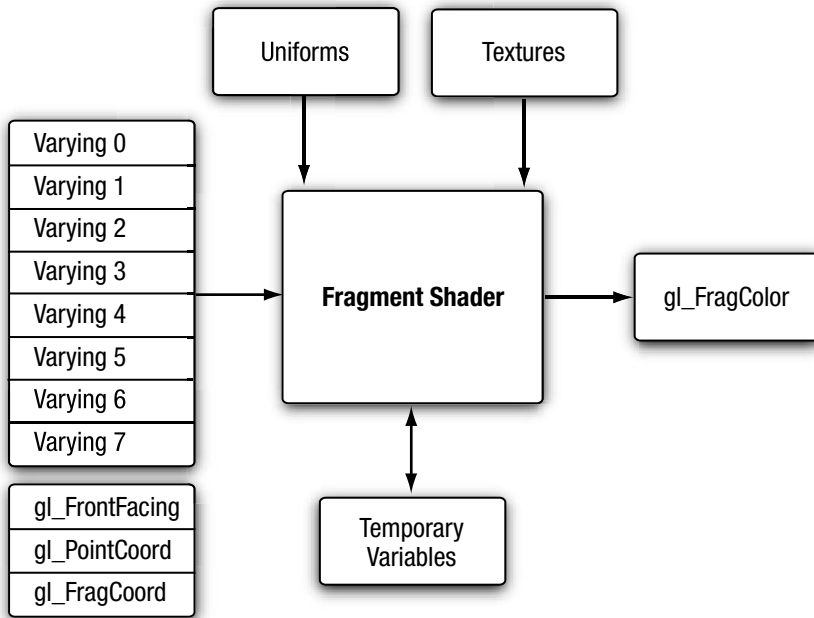 Uniforms
Textures
Varying 0
Varying 1
Varying 2
Varying 3
Varying 4
Varying 5
Varying 6
Varying 7
gl_FrontFacing
gl_PointCoord
gl_FragCoord
Fragment Shader
gl_FragColor
Temporary
Variables